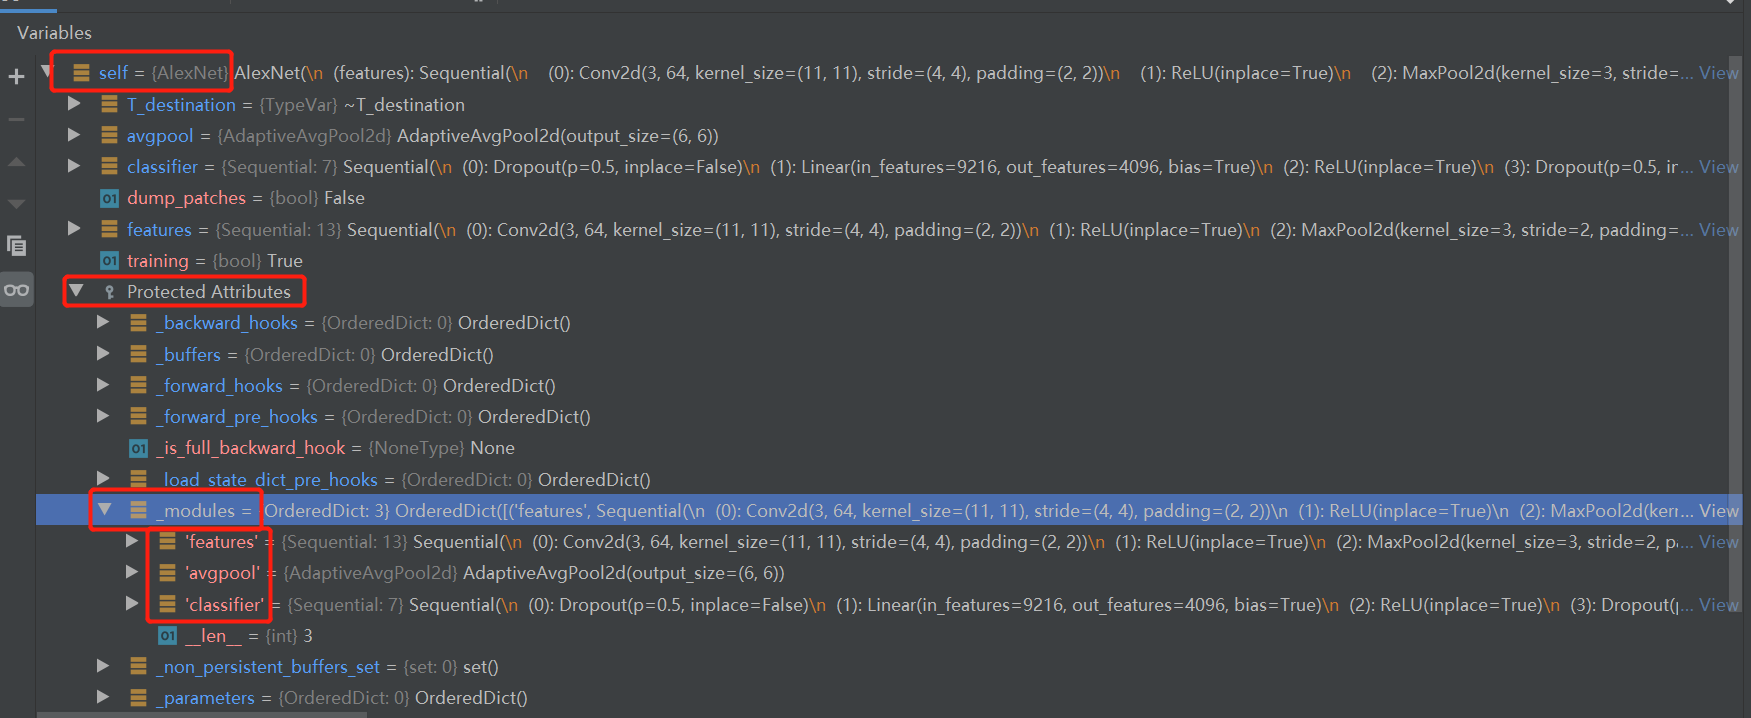 Variables
self = {AlexNet} AlexNet(\n (features): Sequential(\n (0): Conv2d(3, 64, kernel_size=(11, 11), stride=(4, 4), padding=(2, 2))\n (1): ReLU(inplace=True)\n (2): MaxPool2d(kernel_size=3, stride=... View
T_destination = {TypeVar} ~T_destination
avgpool = {AdaptiveAvgPool2d} AdaptiveAvgPool2d(output_size=(6, 6))
classifier = {Sequential: 7} Sequential(\n (0): Dropout(p=0.5, inplace=False)\n (1): Linear(in_features=9216, out_features=4096, bias=True)\n (2): ReLU(inplace=True)\n (3): Dropout(p=0.5, ir... View
01 dump_patches = {bool} False
features = {Sequential: 13} Sequential(\n (0): Conv2d(3, 64, kernel_size=(11, 11), stride=(4, 4), padding=(2, 2))\n (1): ReLU(inplace=True)\n (2): MaxPool2d(kernel_size=3, stride=2, padding=... View
01 training = {bool} True
Protected Attributes
_backward_hooks = {OrderedDict: 0} OrderedDict()
_buffers = {OrderedDict: 0} OrderedDict()
_forward_hooks = {OrderedDict: 0} OrderedDict()
_forward_pre_hooks = {OrderedDict: 0} OrderedDict()
01 _is_full_backward_hook = {NoneType} None
_load_state_dict_pre_hooks = {OrderedDict: 0} OrderedDict()
_modules = {OrderedDict: 3} OrderedDict([('features', Sequential(\n (0): Conv2d(3, 64, kernel_size=(11, 11), stride=(4, 4), padding=(2, 2))\n (1): ReLU(inplace=True)\n (2): MaxPool2d(kern... View
'features' = {Sequential: 13} Sequential(\n (0): Conv2d(3, 64, kernel_size=(11, 11), stride=(4, 4), padding=(2, 2))\n (1): ReLU(inplace=True)\n (2): MaxPool2d(kernel_size=3, stride=2, pa... View
'avgpool' = {AdaptiveAvgPool2d} AdaptiveAvgPool2d(output_size=(6, 6))
'classifier' = {Sequential: 7} Sequential(\n (0): Dropout(p=0.5, inplace=False)\n (1): Linear(in_features=9216, out_features=4096, bias=True)\n (2): ReLU(inplace=True)\n (3): Dropout(p... View
01 __len__ = {int} 3
_non_persistent_buffers_set = {set: 0} set()
_parameters = {OrderedDict: 0} OrderedDict()